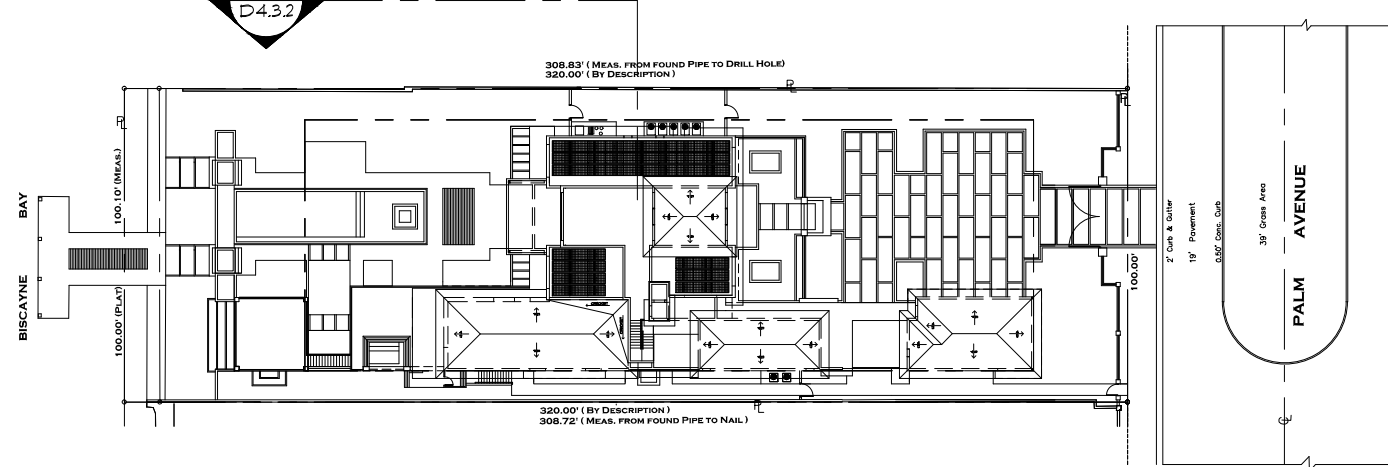 D4.3.2
308.83' ( MEAS. FROM FOUND PIPE TO DRILL HOLE)
320.00' ( BY DESCRIPTION )
100.10' (MEAS.)
100.00' (PLAT)
BISCAYNE BAY
100.00'
2' Curb & Gutter
19' Pavement
0.50' Conc. Curb
39' Grass Area
PALM AVENUE
320.00' ( BY DESCRIPTION )
308.72' ( MEAS. FROM FOUND PIPE TO NAIL )